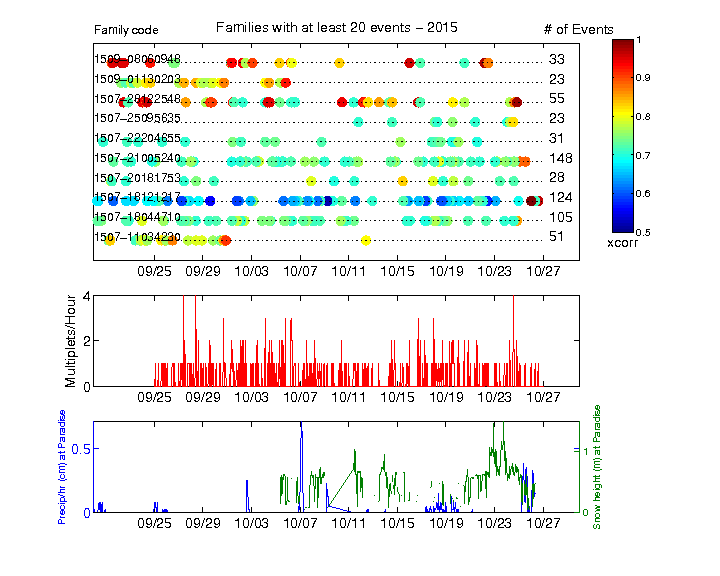 Families with at least 20 events − 2015
Family code
# of Events
1509−08060948 33
1509−01130203 23
1507−28122548 55
1507−25095635 23
1507−22204655 31
1507−21005240 148
1507−20181753 28
1507−18121217 124
1507−18044710 105
1507−11034230 51
09/25 09/29 10/03 10/07 10/11 10/15 10/19 10/23 10/27
1
0.9
0.8
0.7
0.6
0.5
xcorr
Multiplets/Hour
4
2
0
09/25 09/29 10/03 10/07 10/11 10/15 10/19 10/23 10/27
Precip/hr (cm) at Paradise
0.5
0
1
0
Snow height (m) at Paradise
09/25 09/29 10/03 10/07 10/11 10/15 10/19 10/23 10/27